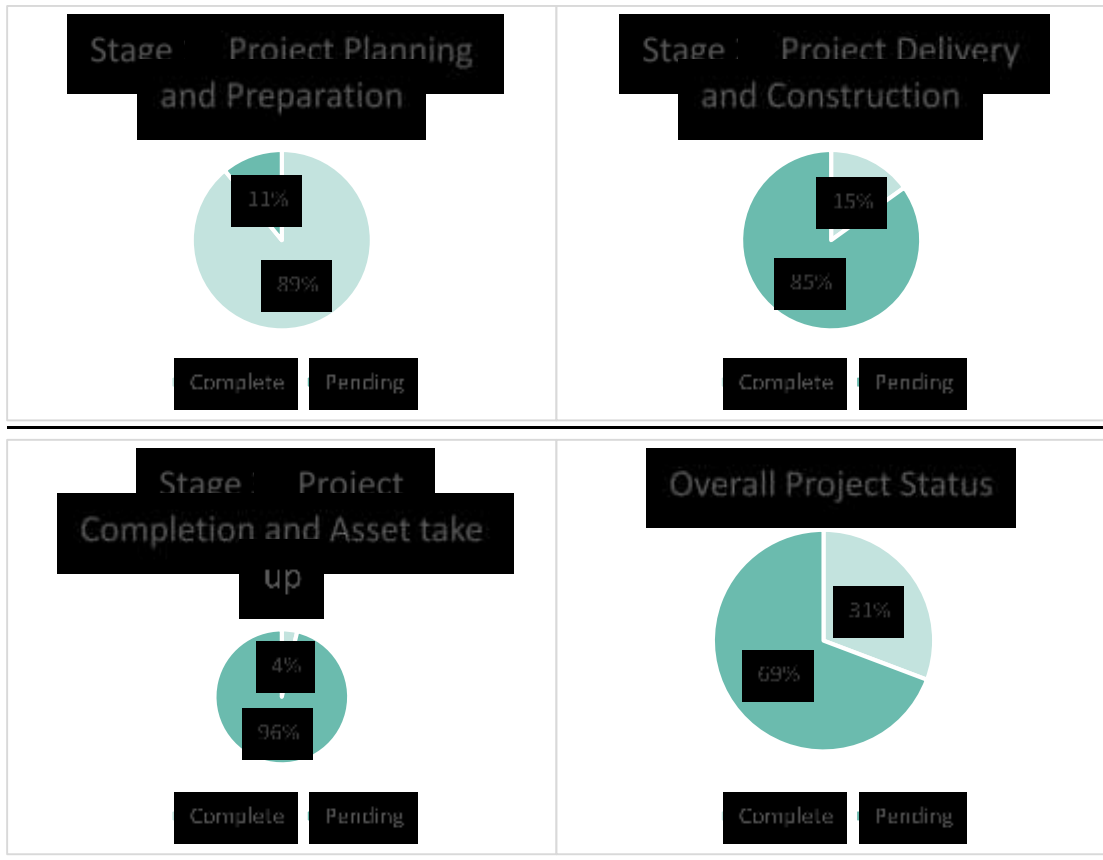 Stage Project Planning
and Preparation
11%
89%
Complete Pending
Stage Project Delivery
and Construction
15%
85%
Complete Pending
Stage Project
Completion and Asset take
up
4%
96%
Complete Pending
Overall Project Status
31%
69%
Complete Pending